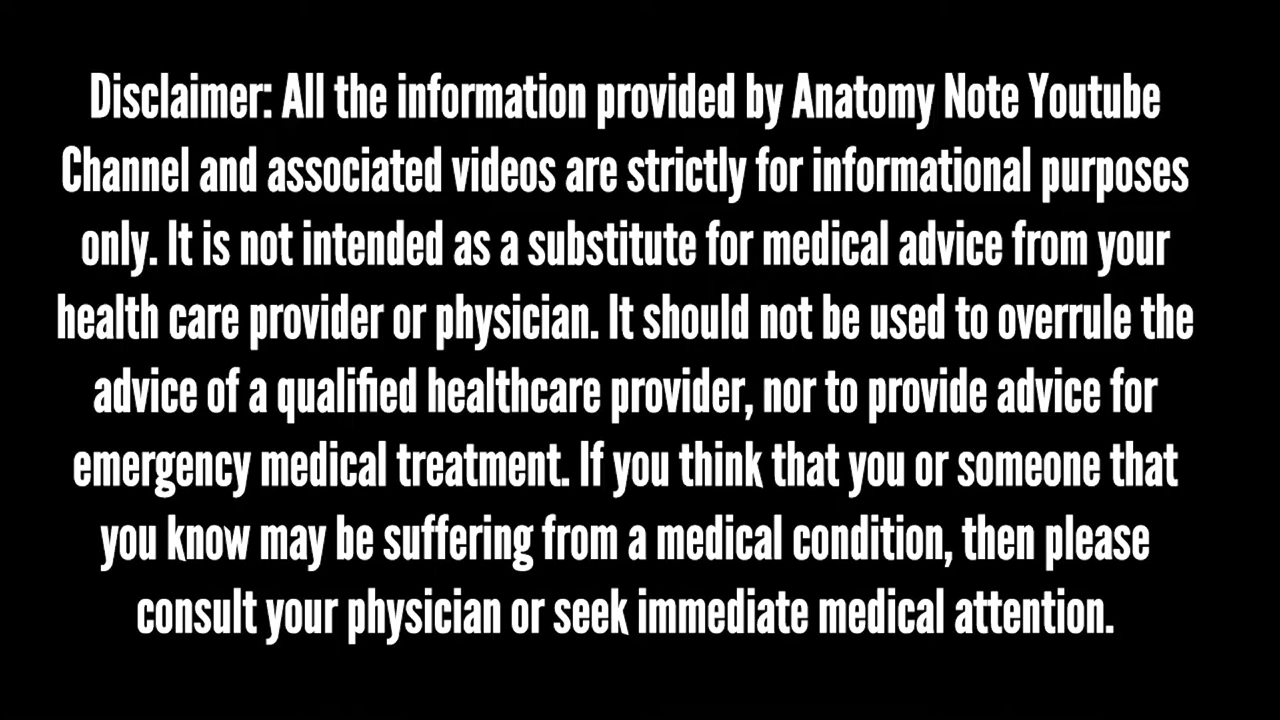 Disclaimer: All the information provided by Anatomy Note Youtube
Channel and associated videos are strictly for informational purposes
only. It is not intended as a substitute for medical advice from your
health care provider or physician. It should not be used to overrule the
advice of a qualified healthcare provider, nor to provide advice for
emergency medical treatment. If you think that you or someone that
you know may be suffering from a medical condition, then please
consult your physician or seek immediate medical attention.